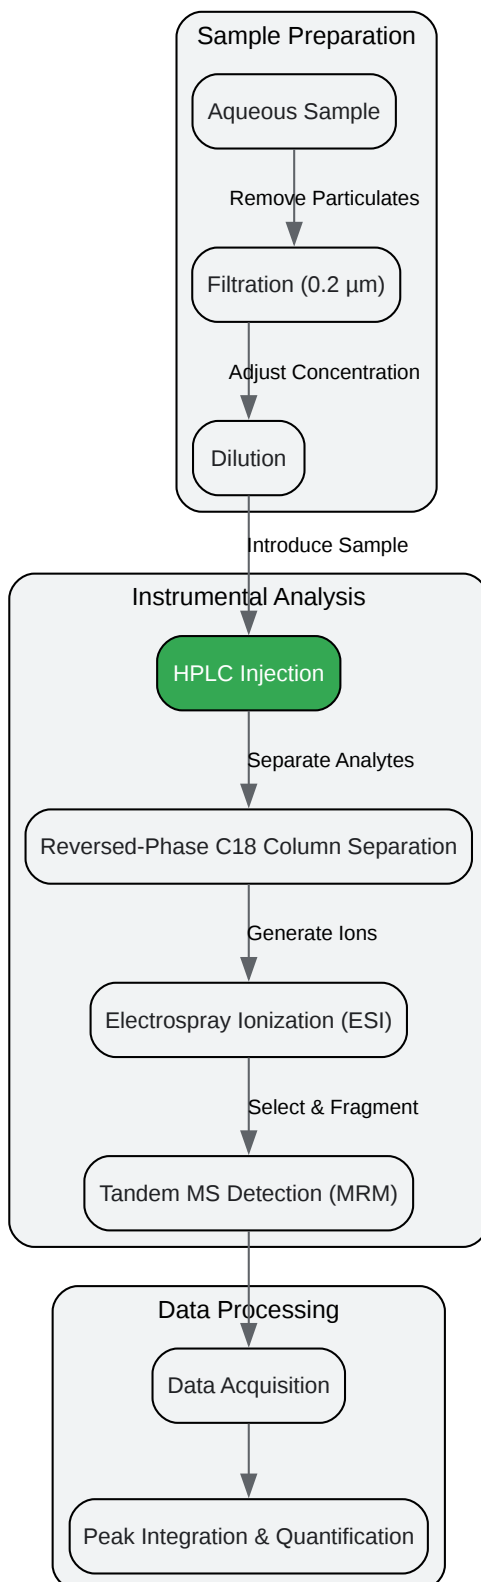 Sample Preparation
Aqueous Sample
Remove Particulates
Filtration (0.2 µm)
Adjust Concentration
Dilution
Introduce Sample
Instrumental Analysis
HPLC Injection
Separate Analytes
Reversed-Phase C18 Column Separation
Generate Ions
Electrospray Ionization (ESI)
Select & Fragment
Tandem MS Detection (MRM)
Data Processing
Data Acquisition
Peak Integration & Quantification